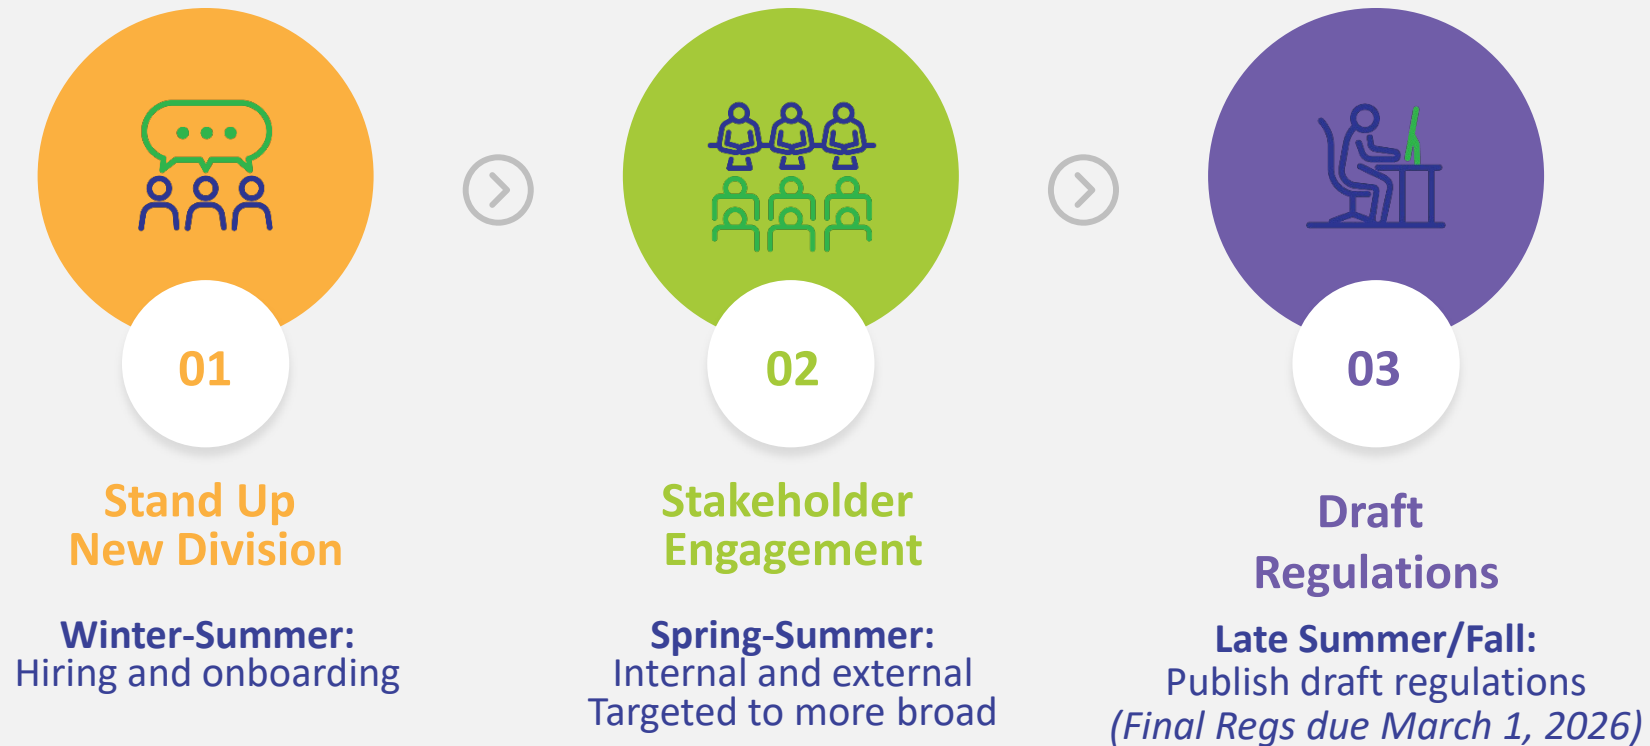 01
Stand Up
New Division
Winter-Summer:
Hiring and onboarding
02
Stakeholder
Engagement
Spring-Summer:
Internal and external
Targeted to more broad
03
Draft
Regulations
Late Summer/Fall:
Publish draft regulations
(Final Regs due March 1, 2026)